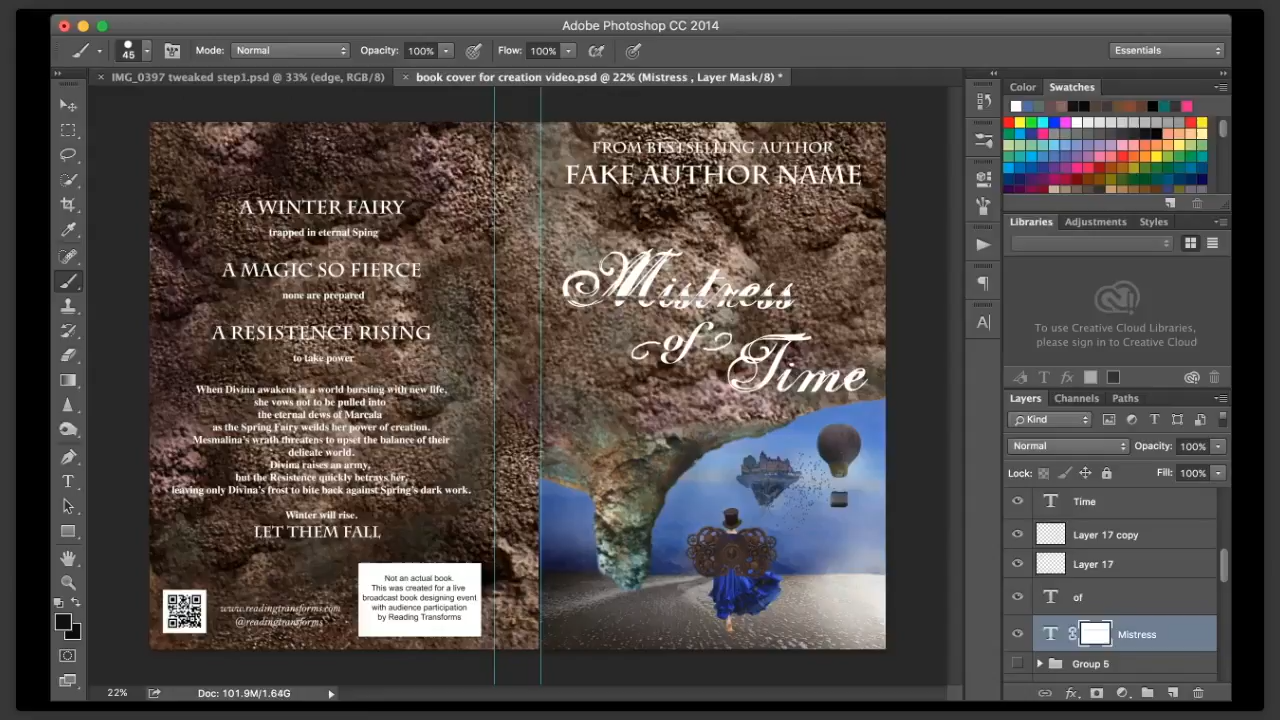 Adobe Photoshop CC 2014
45
Mode: Normal
Opacity: 100%
Flow: 100%
Essentials
× IMG_0397 tweaked step1.psd @ 33% (edge, RGB/8)
× book cover for creation video.psd @ 22% (Mistress , Layer Mask/8) *
FROM BESTSELLING AUTHOR
FAKE AUTHOR NAME
Mistress
of
Time
A WINTER FAIRY
trapped in eternal Sping
A MAGIC SO FIERCE
none are prepared
A RESISTENCE RISING
to take power
When Divina awakens in a world bursting with new life,
she vows not to be pulled into
the eternal dews of Marcala
as the Spring Fairy weilds her power of creation.
Mesmalina's wrath threatens to upset the balance of their
delicate world.
Divina raises an army,
but the Resistence quickly betrays her,
leaving only Divina's frost to bite back against Spring's dark work.
Winter will rise.
LET THEM FALL
www.readingtransforms.com
@readingtransforms
Not an actual book.
This was created for a live
broadcast book designing event
with audience participation
by Reading Transforms
22%
Doc: 101.9M/1.64G
Color
Swatches
Libraries
Adjustments
Styles
To use Creative Cloud Libraries,
please sign in to Creative Cloud
Layers
Channels
Paths
Kind
Normal
Opacity: 100%
Lock:
Fill: 100%
Time
Layer 17 copy
Layer 17
of
Mistress
Group 5